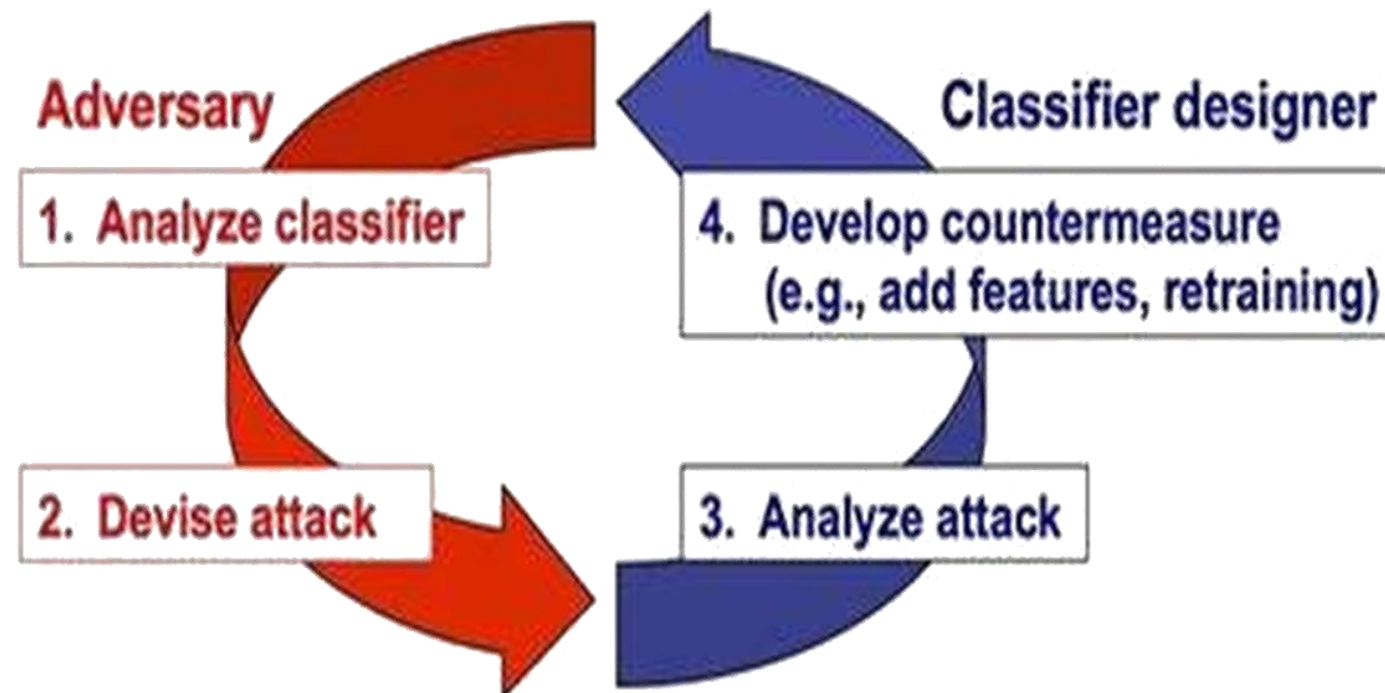 Adversary
1. Analyze classifier
2. Devise attack
Classifier designer
4. Develop countermeasure
(e.g., add features, retraining)
3. Analyze attack